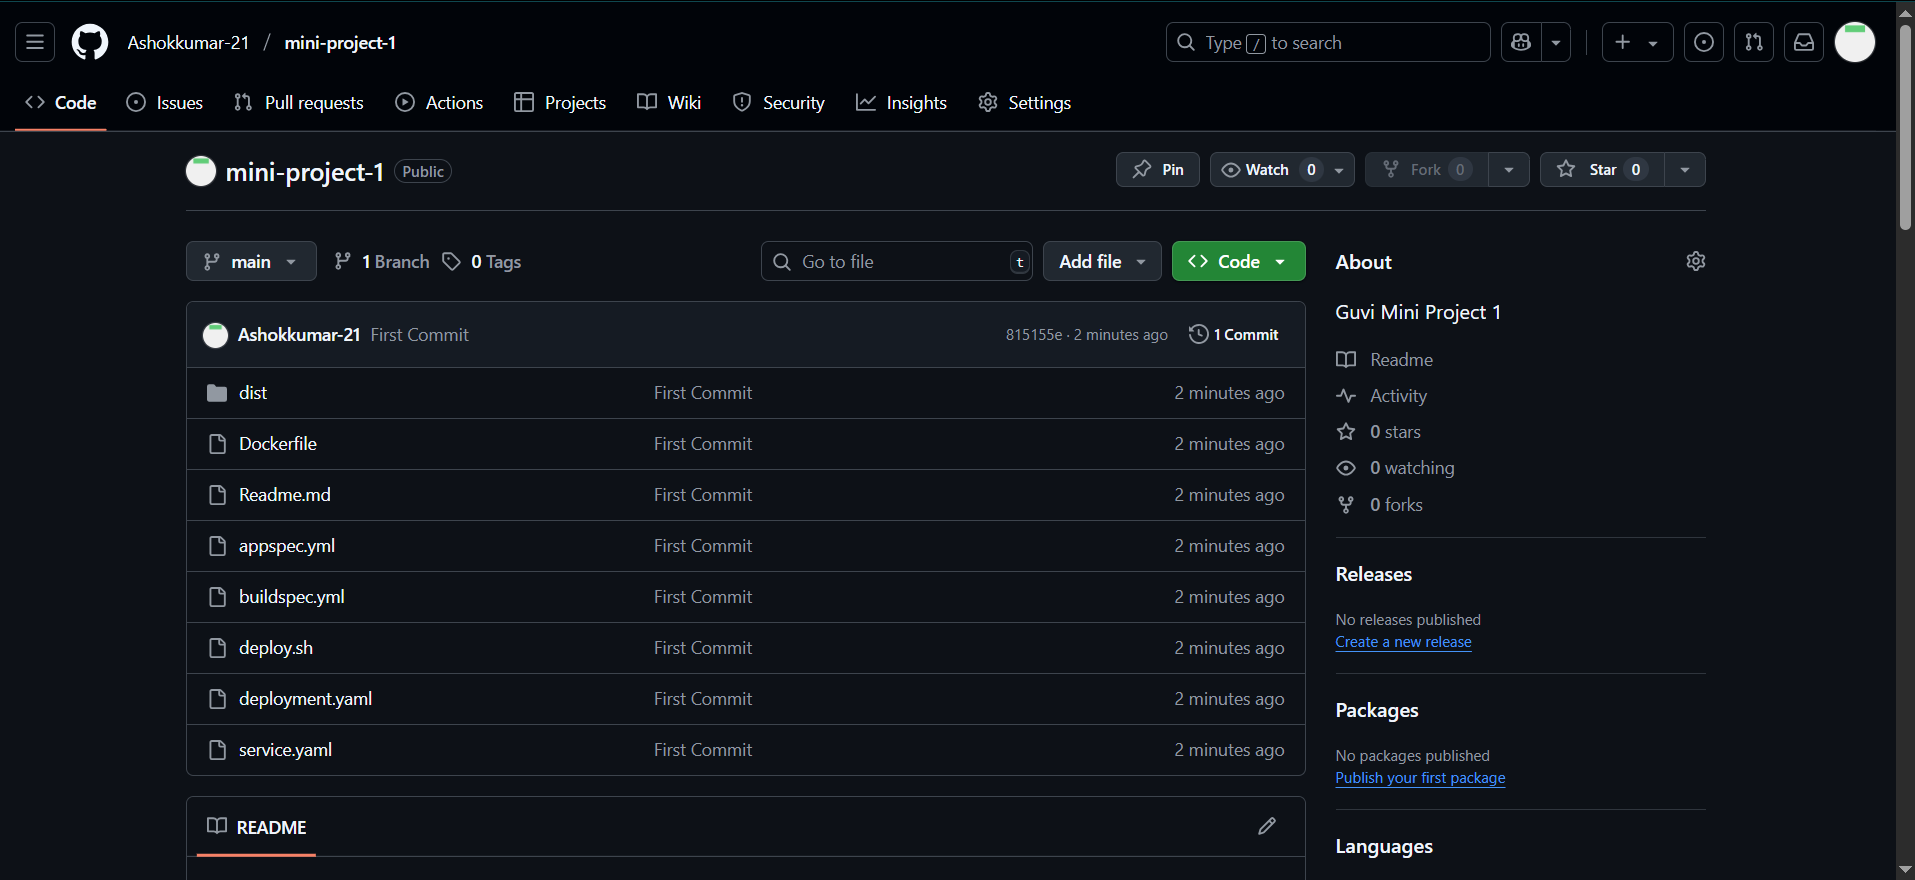 Ashokkumar-21 / mini-project-1 Type / to search
Code Issues Pull requests Actions Projects Wiki Security Insights Settings
mini-project-1 Public Pin Watch 0 Fork 0 Star 0
main 1 Branch 0 Tags Go to file t Add file Code
Ashokkumar-21 First Commit 815155e · 2 minutes ago 1 Commit
dist First Commit 2 minutes ago
Dockerfile First Commit 2 minutes ago
Readme.md First Commit 2 minutes ago
appspec.yml First Commit 2 minutes ago
buildspec.yml First Commit 2 minutes ago
deploy.sh First Commit 2 minutes ago
deployment.yaml First Commit 2 minutes ago
service.yaml First Commit 2 minutes ago
README
About
Guvi Mini Project 1
Readme
Activity
0 stars
0 watching
0 forks
Releases
No releases published
Create a new release
Packages
No packages published
Publish your first package
Languages